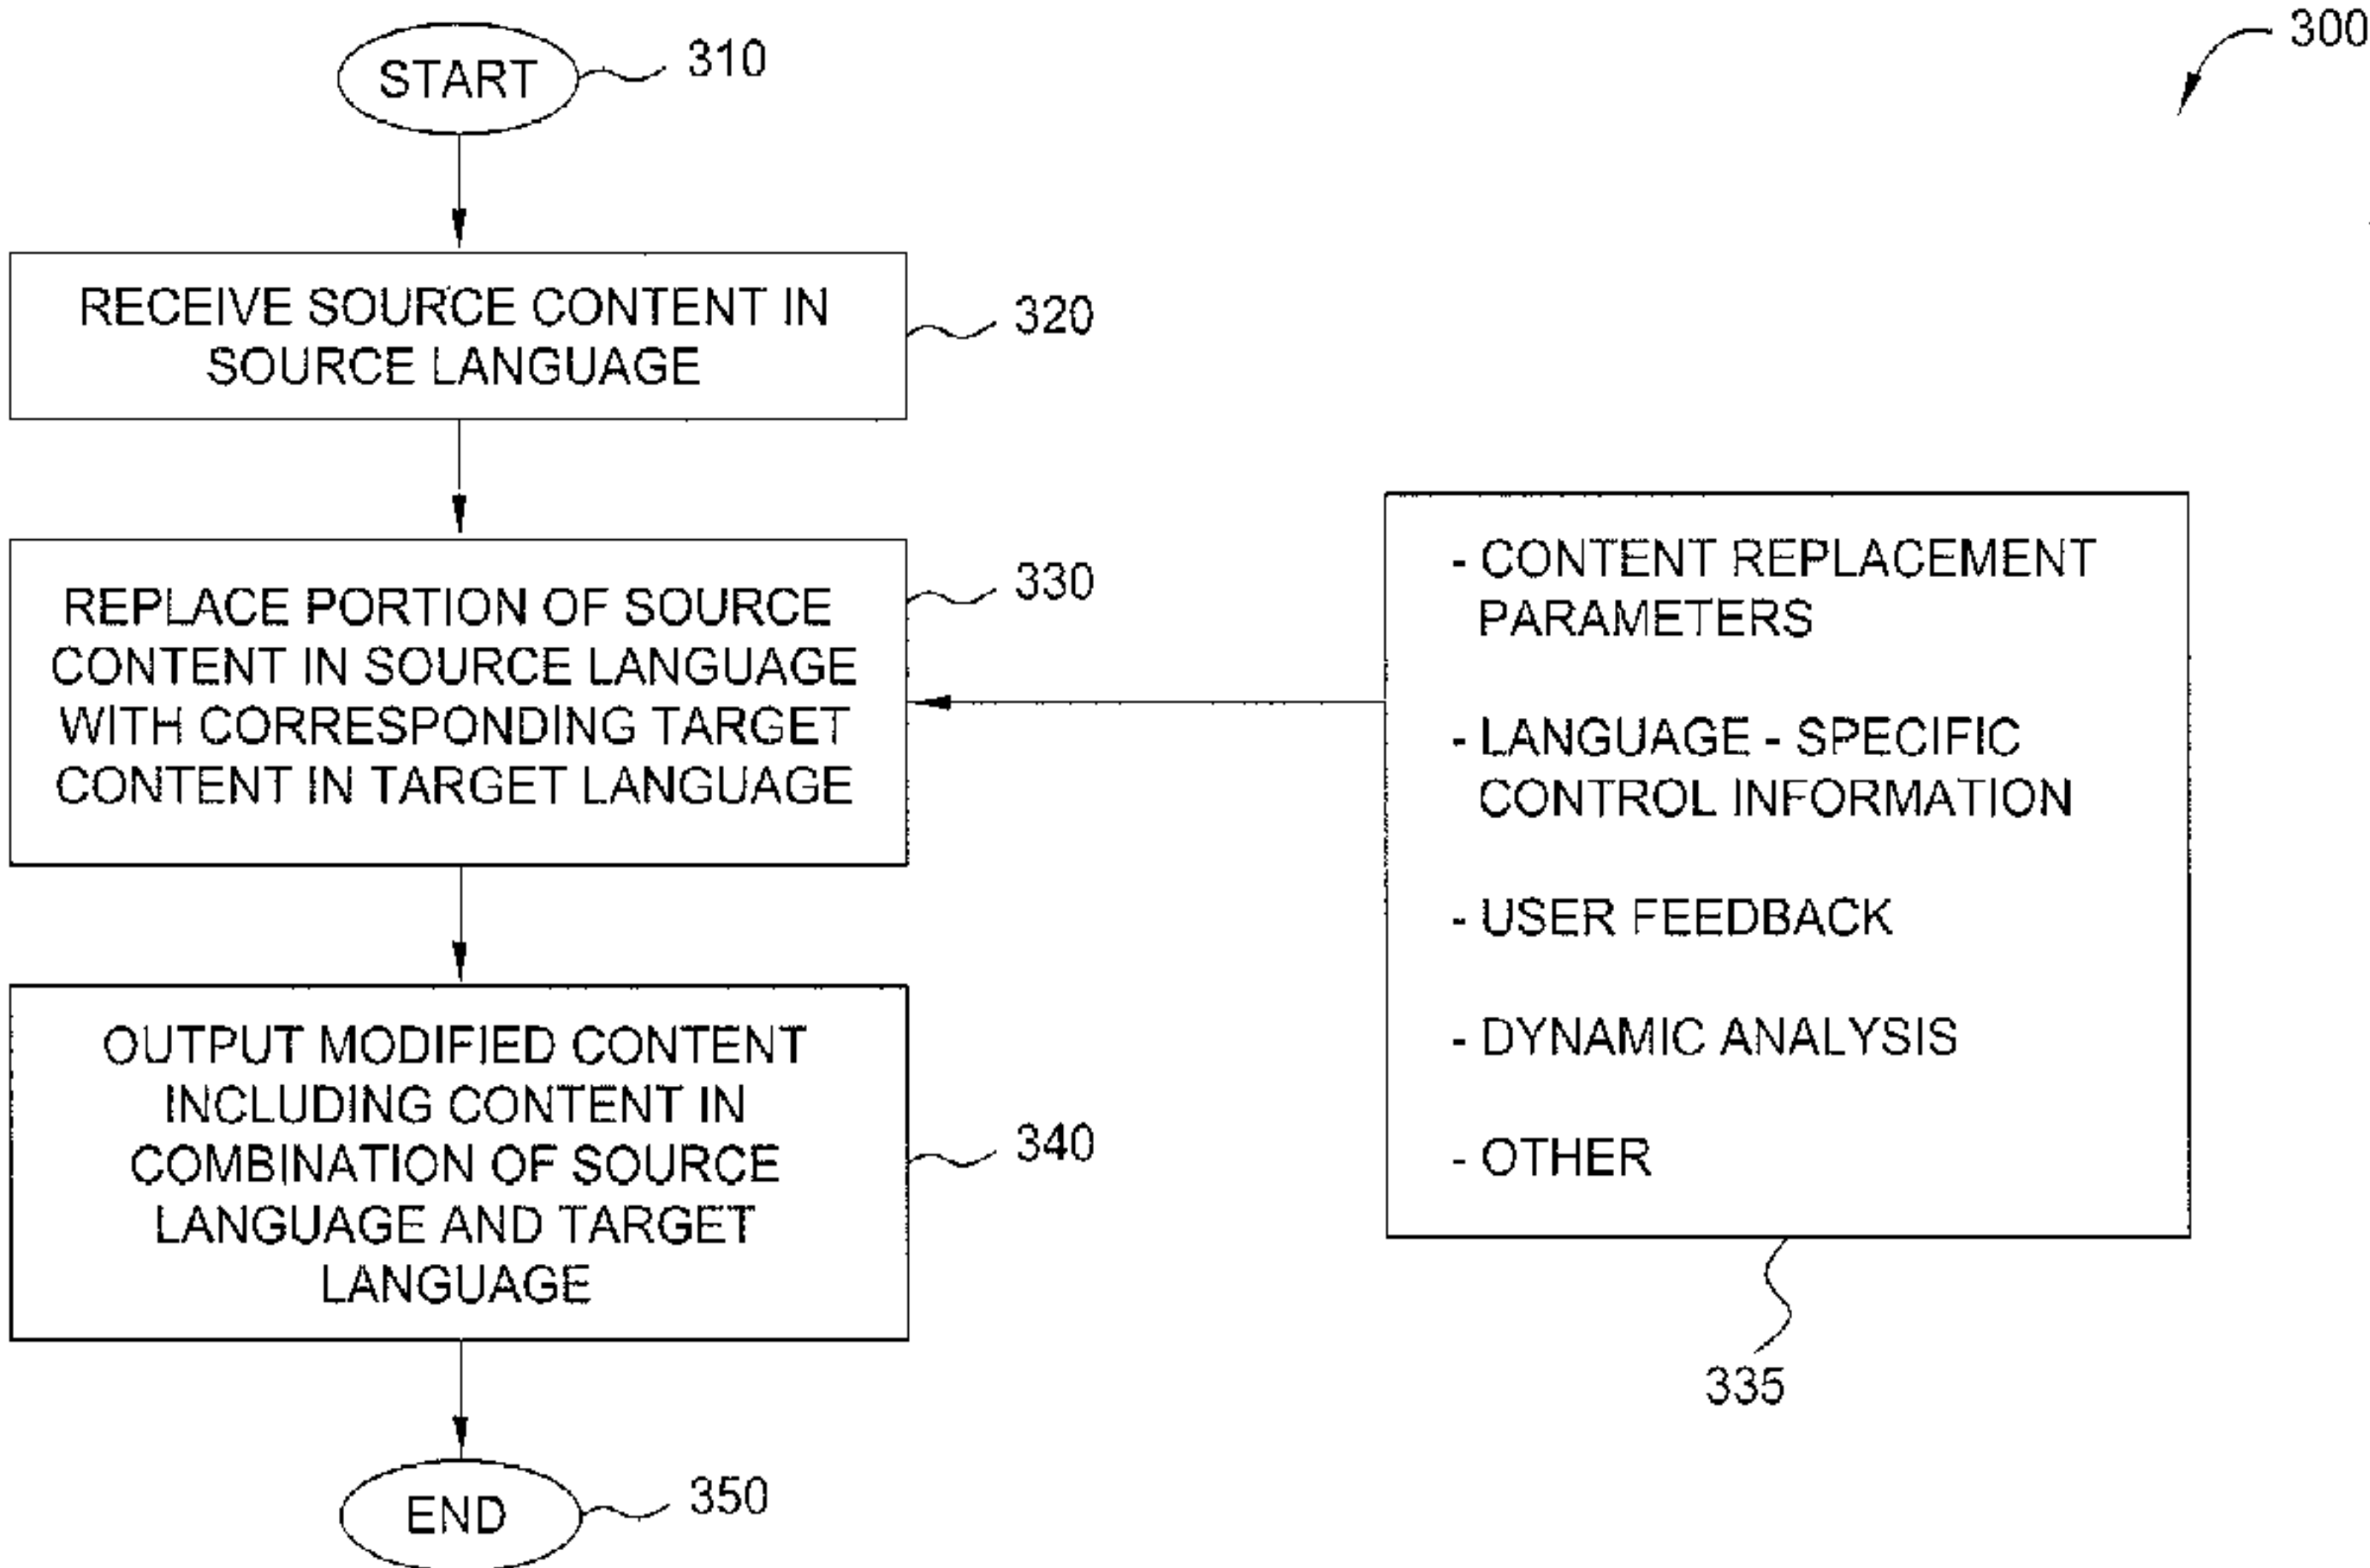 300
START
310
RECEIVE SOURCE CONTENT IN
SOURCE LANGUAGE
320
REPLACE PORTION OF SOURCE
CONTENT IN SOURCE LANGUAGE
WITH CORRESPONDING TARGET
CONTENT IN TARGET LANGUAGE
330
- CONTENT REPLACEMENT
PARAMETERS
- LANGUAGE - SPECIFIC
CONTROL INFORMATION
- USER FEEDBACK
- DYNAMIC ANALYSIS
- OTHER
335
OUTPUT MODIFIED CONTENT
INCLUDING CONTENT IN
COMBINATION OF SOURCE
LANGUAGE AND TARGET
LANGUAGE
340
END
350